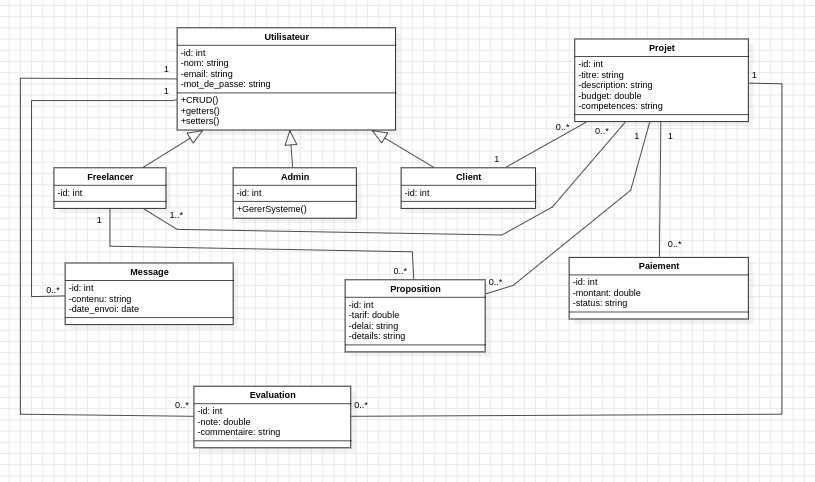 Utilisateur
-id: int
-nom: string
-email: string
-mot_de_passe: string
+CRUD()
+getters()
+setters()
Projet
-id: int
-titre: string
-description: string
-budget: double
-competences: string
1
1
1
0..*
0..*
1
1
1
Freelancer
-id: int
Admin
-id: int
+GererSysteme()
Client
-id: int
1
1..*
0..*
0..*
0..*
0..*
Message
-id: int
-contenu: string
-date_envoi: date
Proposition
-id: int
-tarif: double
-delai: string
-details: string
Paiement
-id: int
-montant: double
-status: string
Evaluation
-id: int
-note: double
-commentaire: string
0..*
0..*